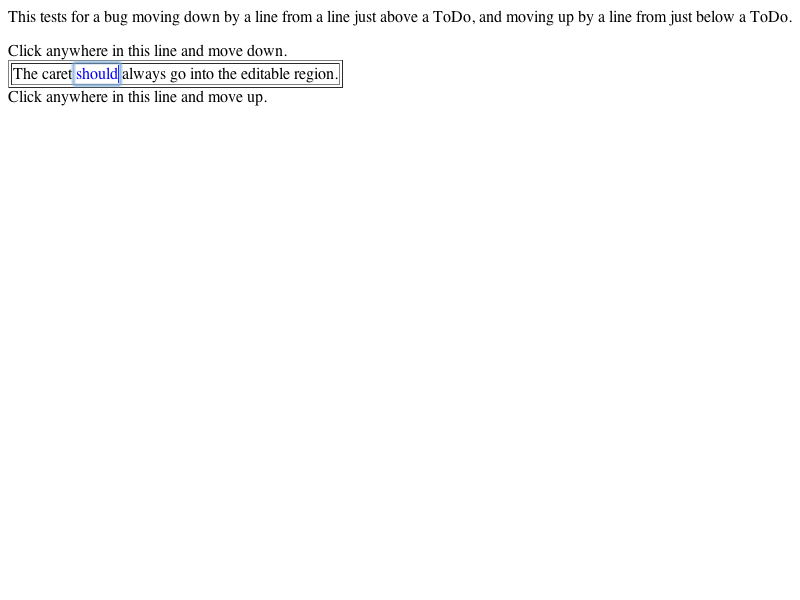 This tests for a bug moving down by a line from a line just above a ToDo, and moving up by a line from just below a ToDo.
Click anywhere in this line and move down.
The caret should always go into the editable region.
Click anywhere in this line and move up.